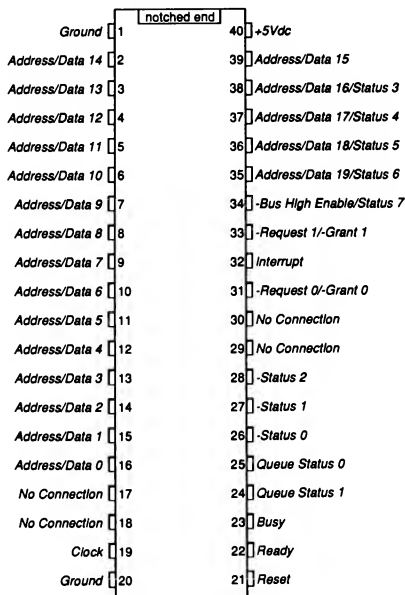 notched end
Ground 1 40 +5Vdc
Address/Data 14 2 39 Address/Data 15
Address/Data 13 3 38 Address/Data 16/Status 3
Address/Data 12 4 37 Address/Data 17/Status 4
Address/Data 11 5 36 Address/Data 18/Status 5
Address/Data 10 6 35 Address/Data 19/Status 6
Address/Data 9 7 34 -Bus High Enable/Status 7
Address/Data 8 8 33 -Request 1/-Grant 1
Address/Data 7 9 32 Interrupt
Address/Data 6 10 31 -Request 0/-Grant 0
Address/Data 5 11 30 No Connection
Address/Data 4 12 29 No Connection
Address/Data 3 13 28 -Status 2
Address/Data 2 14 27 -Status 1
Address/Data 1 15 26 -Status 0
Address/Data 0 16 25 Queue Status 0
No Connection 17 24 Queue Status 1
No Connection 18 23 Busy
Clock 19 22 Ready
Ground 20 21 Reset